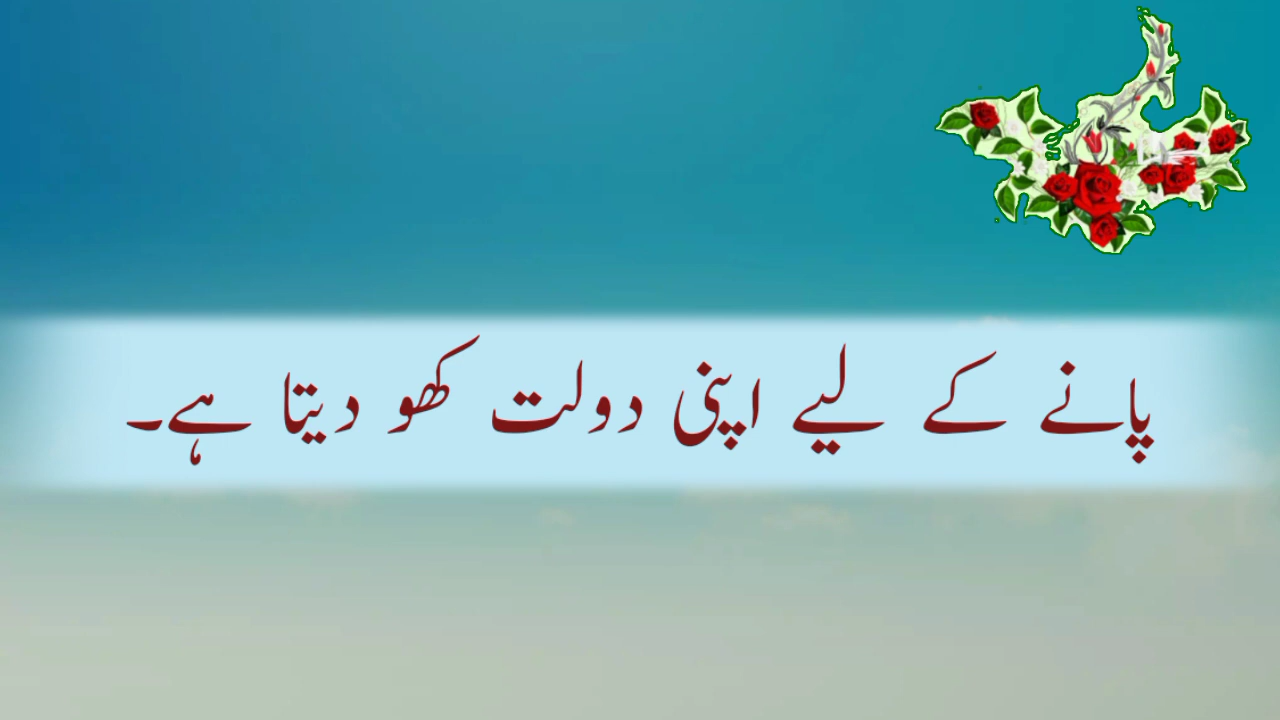 پانے کے لیے اپنی دولت کھو دیتا ہے۔